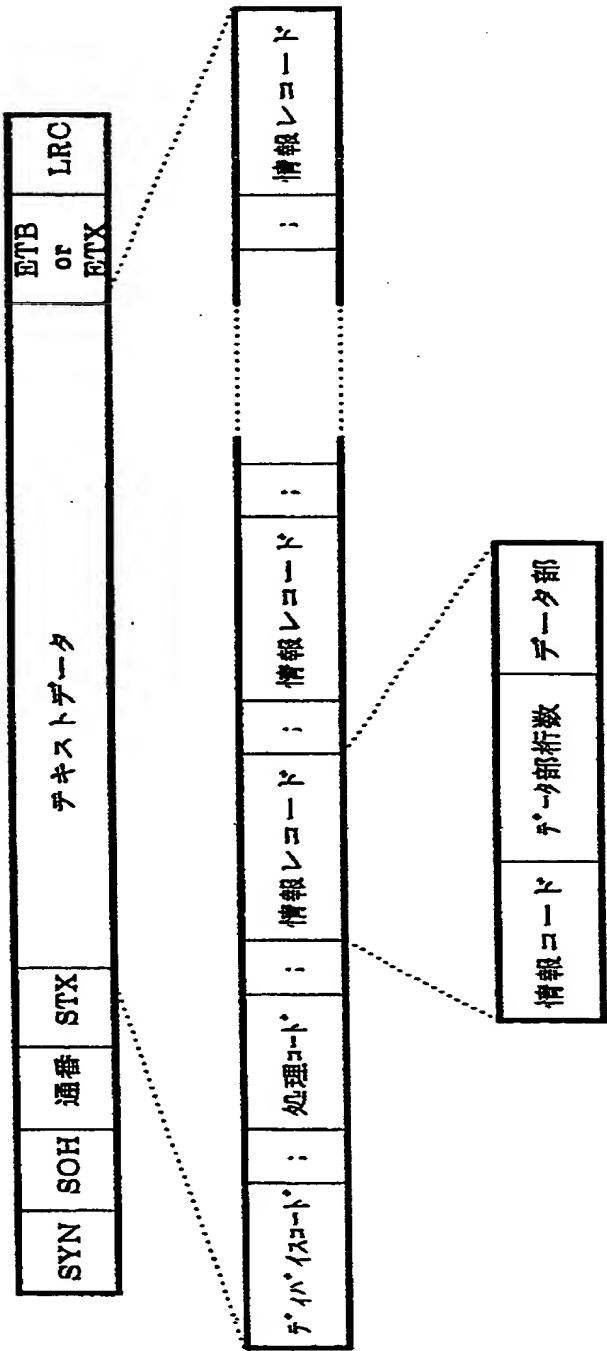 SYN SOH 通番 STX テキストデータ ETB or ETX LRC
ディバイスコード ; 処理コード ; 情報レコード ; 情報レコード ; ; 情報レコード
情報コード データ部桁数 データ部